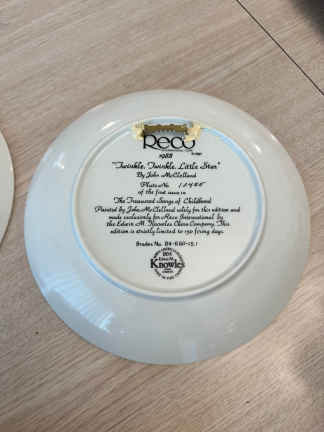 Reco
1988
"Twinkle, Twinkle, Little Star"
By John McClelland
Plate No.
of the first issue in
The Treasured Songs of Childhood
Painted by John McClelland solely for this edition and
made exclusively for Reco International by
the Edwin M. Knowles China Company. This
edition is strictly limited to 150 firing days.
Bradex No. 84-K60-15.1
Edwin M.
Knowles